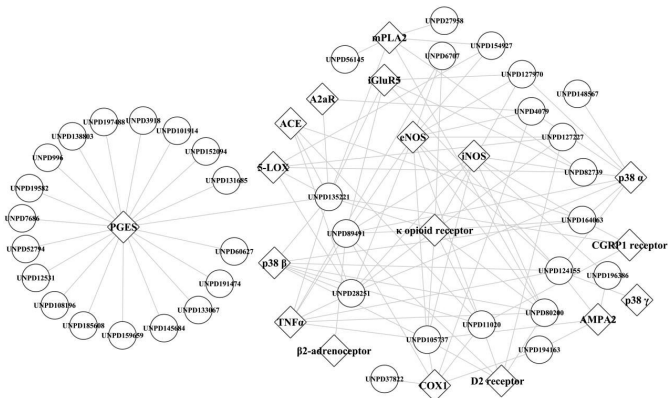 UNPD27958
mPLA2
UNPD154927
UNPD6707
UNPD56145
iGluR5
UNPD127970
UNPD148567
A2aR
UNPD4079
ACE
UNPD127227
eNOS
iNOS
5-LOX
UNPD82739
p38 α
UNPD135221
UNPD164063
UNPD89491
κ opioid receptor
CGRP1 receptor
p38 β
UNPD124155
UNPD196386
UNPD28251
p38 γ
TNFα
UNPD11020
UNPD80200
AMPA2
UNPD105737
UNPD194163
β2-adrenoceptor
UNPD37822
COX1
D2 receptor
UNPD197488
UNPD3918
UNPD138803
UNPD101914
UNPD996
UNPD152094
UNPD19582
UNPD131685
UNPD7686
PGES
UNPD52794
UNPD60627
UNPD12531
UNPD191474
UNPD108196
UNPD133067
UNPD185608
UNPD145684
UNPD159659